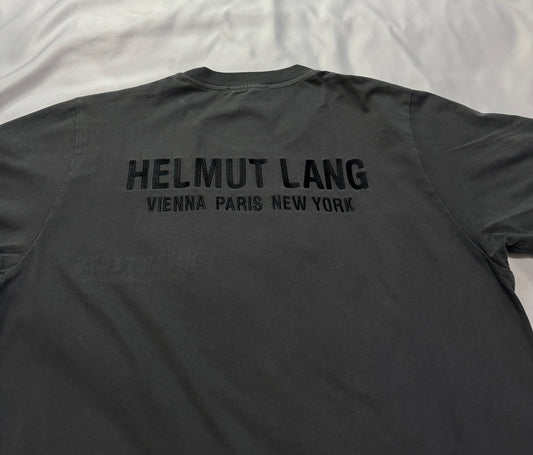 HELMUT LANG
VIENNA PARIS NEW YORK